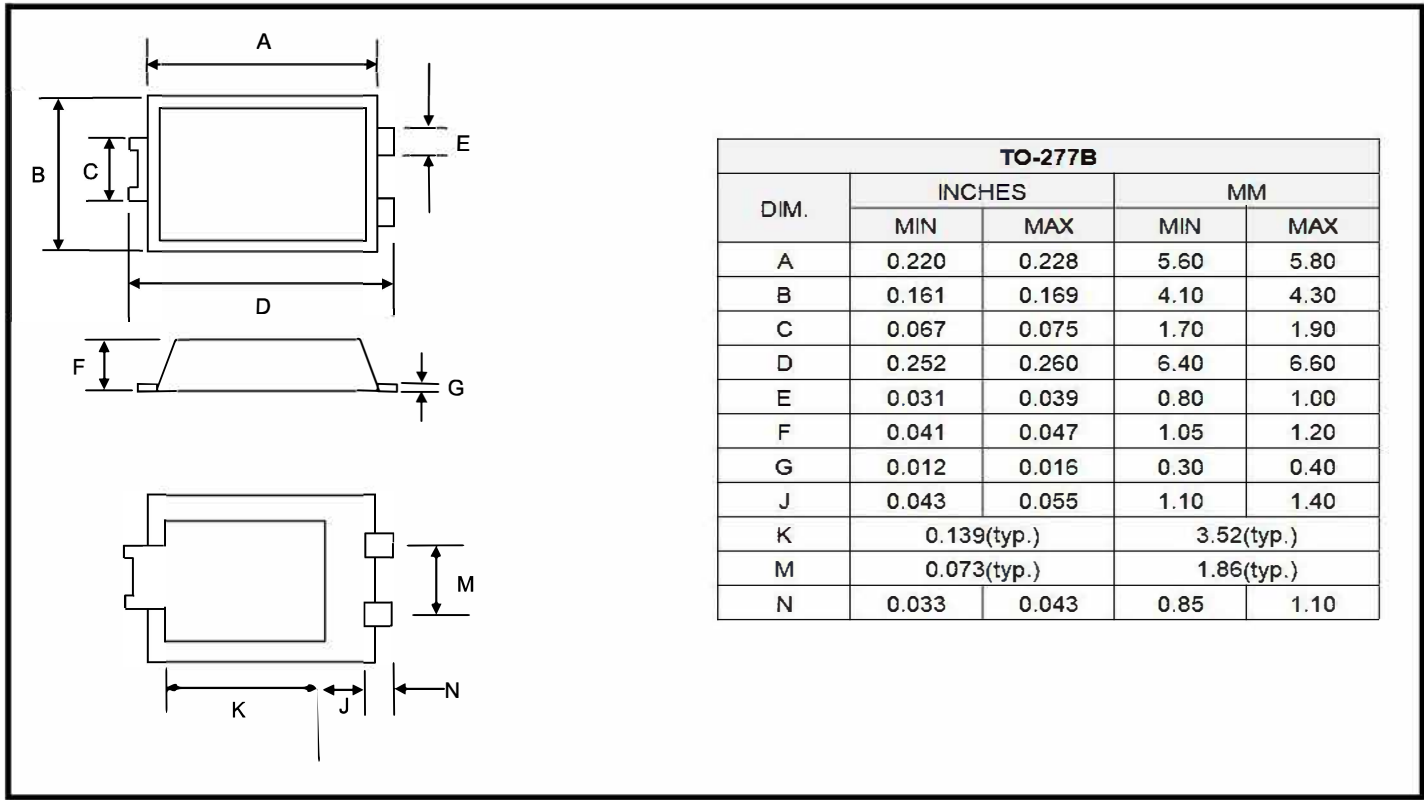 A
B
C
E
D
F
G
M
K
J
N
TO-277B
DIM. INCHES MM
MIN MAX MIN MAX
A 0.220 0.228 5.60 5.80
B 0.161 0.169 4.10 4.30
C 0.067 0.075 1.70 1.90
D 0.252 0.260 6.40 6.60
E 0.031 0.039 0.80 1.00
F 0.041 0.047 1.05 1.20
G 0.012 0.016 0.30 0.40
J 0.043 0.055 1.10 1.40
K 0.139(typ.) 3.52(typ.)
M 0.073(typ.) 1.86(typ.)
N 0.033 0.043 0.85 1.10